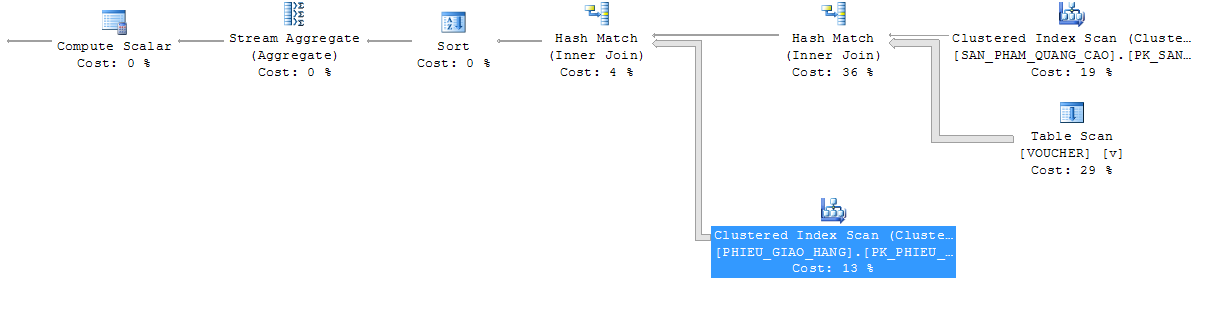 Compute Scalar
Cost: 0 %
Stream Aggregate
(Aggregate)
Cost: 0 %
Sort
Cost: 0 %
Hash Match
(Inner Join)
Cost: 4 %
Hash Match
(Inner Join)
Cost: 36 %
Clustered Index Scan (Cluste…
[SAN_PHAM_QUANG_CAO].[PK_SAN…
Cost: 19 %
Table Scan
[VOUCHER] [v]
Cost: 29 %
Clustered Index Scan (Cluste…
[PHIEU_GIAO_HANG].[PK_PHIEU_…
Cost: 13 %